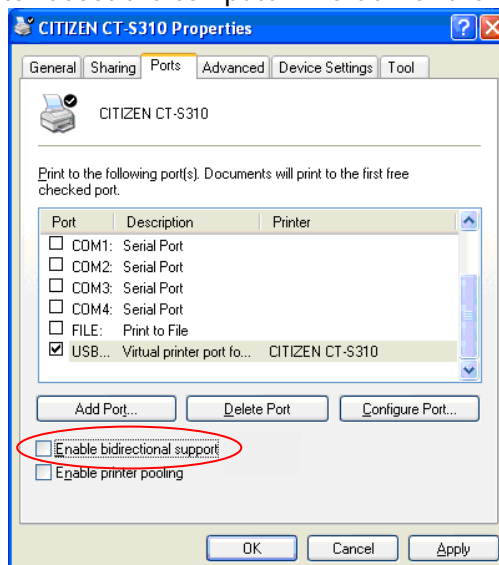 CITIZEN CT-S310 Properties
General Sharing Ports Advanced Device Settings Tool
CITIZEN CT-S310
Print to the following port(s). Documents will print to the first free
checked port.
Port Description Printer
COM1: Serial Port
COM2: Serial Port
COM3: Serial Port
COM4: Serial Port
FILE: Print to File
USB... Virtual printer port fo... CITIZEN CT-S310
Add Port... Delete Port Configure Port...
Enable bidirectional support
Enable printer pooling
OK Cancel Apply